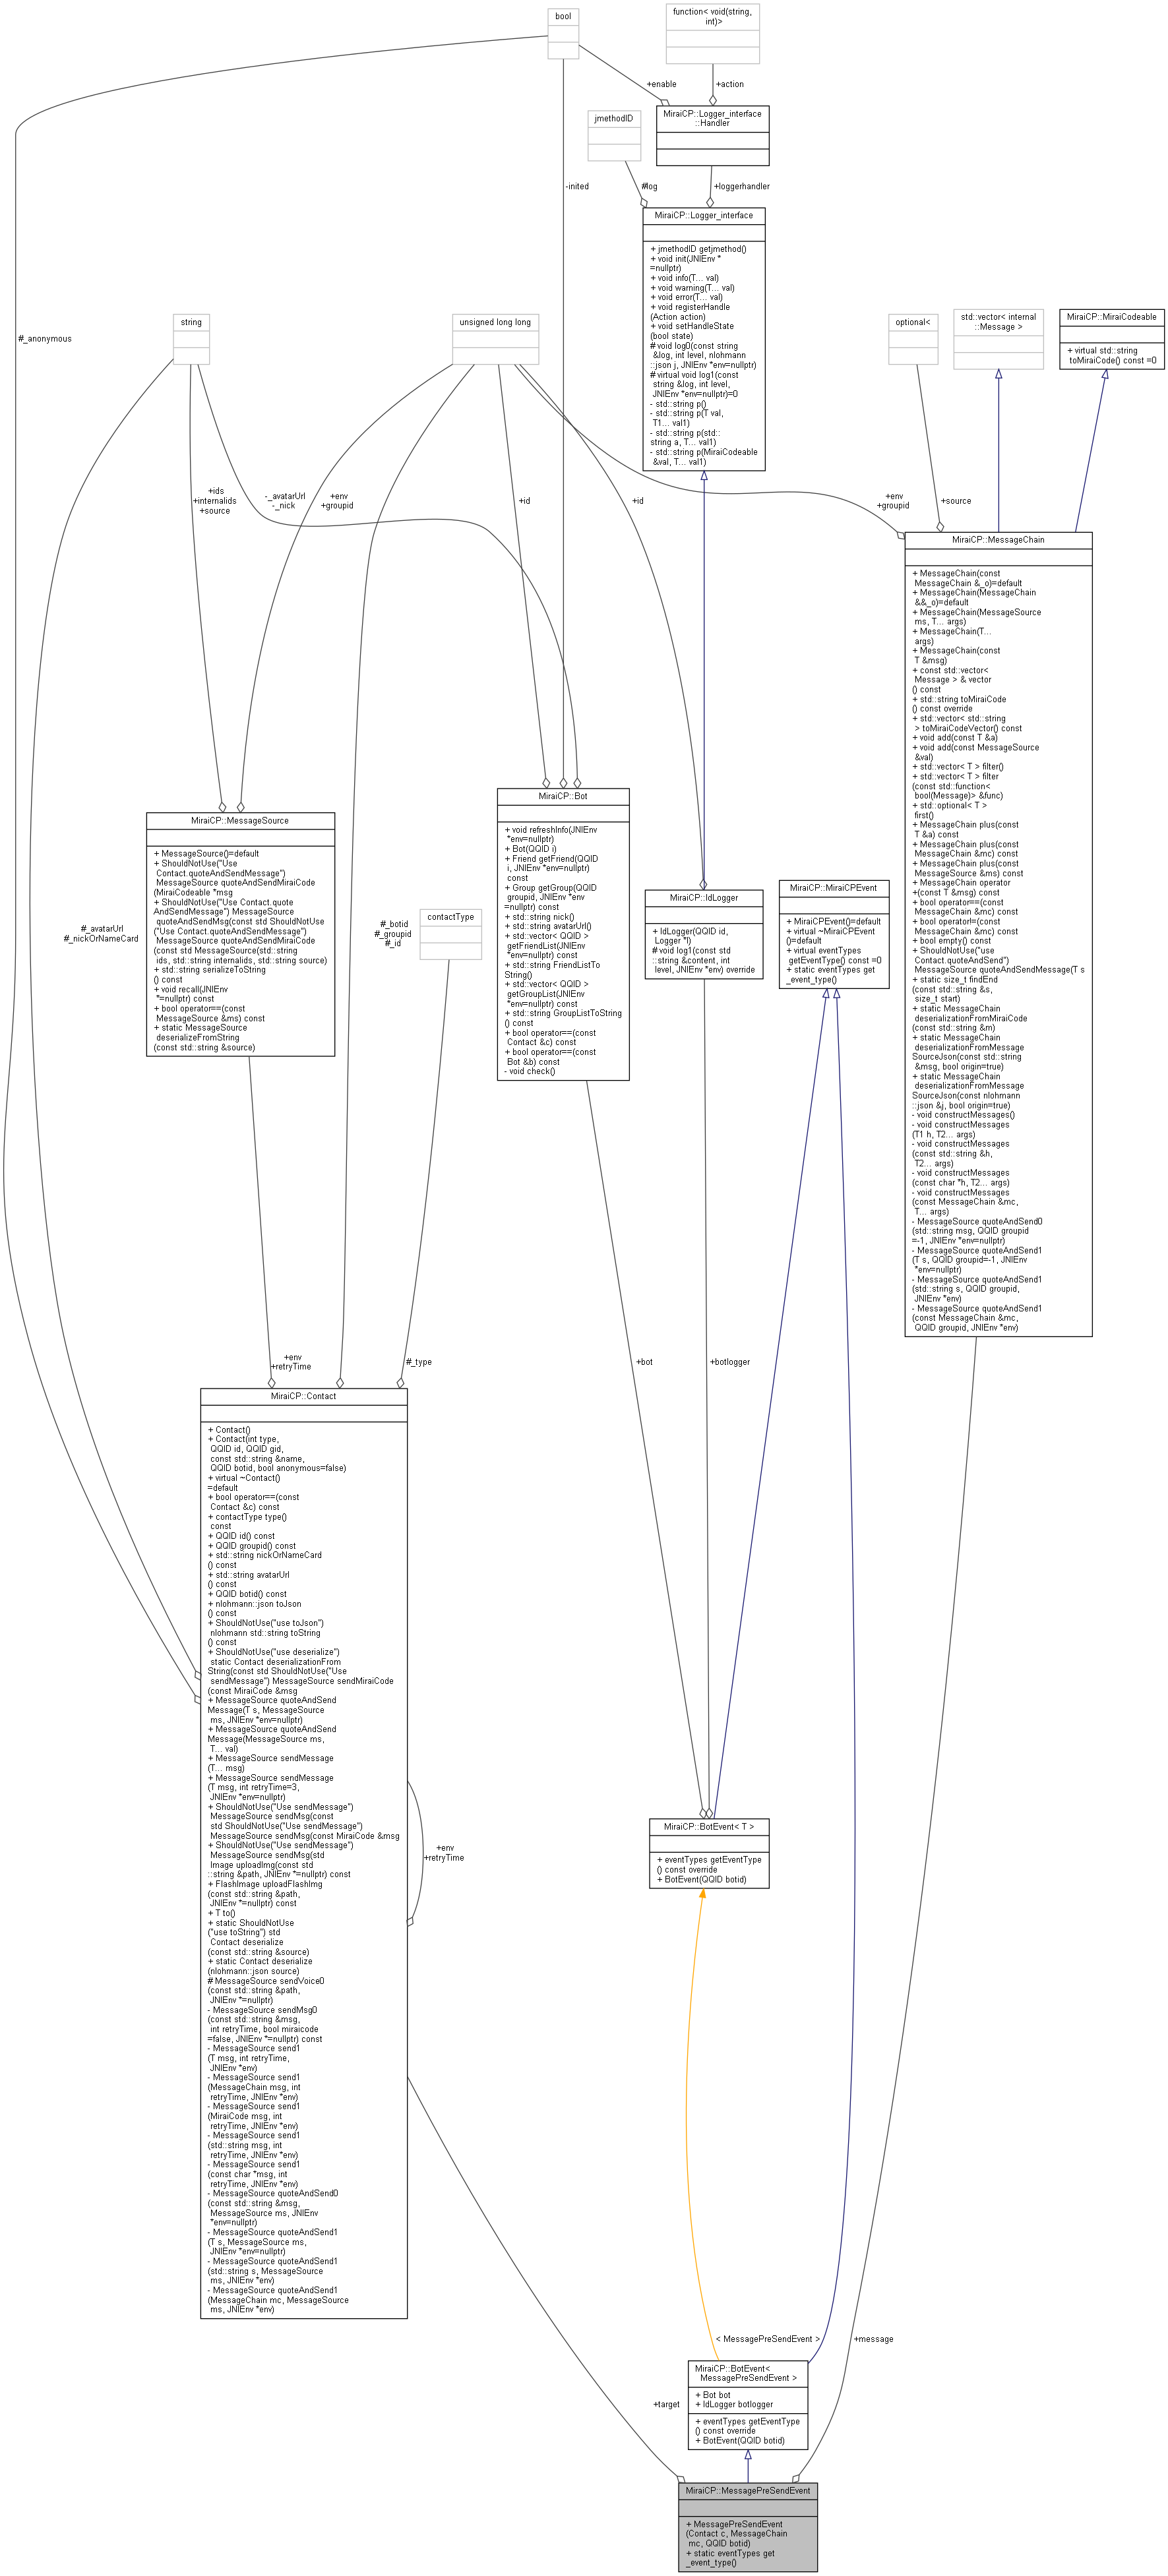 bool
function< void(string,
int)>
+enable
+action
jmethodID
MiraiCP::Logger_interface
::Handler
#log
+loggerhandler
-inited
MiraiCP::Logger_interface
+ jmethodID getjmethod()
+ void init(JNIEnv *
=nullptr)
+ void info(T... val)
+ void warning(T... val)
+ void error(T... val)
+ void registerHandle
(Action action)
+ void setHandleState
(bool state)
# void log0(const string
&log, int level, nlohmann
::json j, JNIEnv *env=nullptr)
# virtual void log1(const
string &log, int level,
JNIEnv *env=nullptr)=0
- std::string p()
- std::string p(T val,
T1... val1)
- std::string p(std::
string a, T... val1)
- std::string p(MiraiCodeable
&val, T... val1)
#_anonymous
string
unsigned long long
optional<
std::vector< internal
::Message >
MiraiCP::MiraiCodeable
+ virtual std::string
toMiraiCode() const =0
+ids
+internalids
+source
-_avatarUrl
-_nick
+env
+groupid
+id
+id
+env
+groupid
+source
MiraiCP::MessageChain
+ MessageChain(const
MessageChain &_o)=default
+ MessageChain(MessageChain
&&_o)=default
+ MessageChain(MessageSource
ms, T... args)
+ MessageChain(T...
args)
+ MessageChain(const
T &msg)
+ const std::vector<
Message > & vector
() const
+ std::string toMiraiCode
() const override
+ std::vector< std::string
> toMiraiCodeVector() const
+ void add(const T &a)
+ void add(const MessageSource
&val)
+ std::vector< T > filter()
+ std::vector< T > filter
(const std::function<
bool(Message)> &func)
+ std::optional< T >
first()
+ MessageChain plus(const
T &a) const
+ MessageChain plus(const
MessageChain &mc) const
+ MessageChain plus(const
MessageSource &ms) const
+ MessageChain operator
+(const T &msg) const
+ bool operator==(const
MessageChain &mc) const
+ bool operator!=(const
MessageChain &mc) const
+ bool empty() const
+ ShouldNotUse("use
Contact.quoteAndSend")
MessageSource quoteAndSendMessage(T s
+ static size_t findEnd
(const std::string &s,
size_t start)
+ static MessageChain
deserializationFromMiraiCode
(const std::string &m)
+ static MessageChain
deserializationFromMessage
SourceJson(const std::string
&msg, bool origin=true)
+ static MessageChain
deserializationFromMessage
SourceJson(const nlohmann
::json &j, bool origin=true)
- void constructMessages()
- void constructMessages
(T1 h, T2... args)
- void constructMessages
(const std::string &h,
T2... args)
- void constructMessages
(const char *h, T2... args)
- void constructMessages
(const MessageChain &mc,
T... args)
- MessageSource quoteAndSend0
(std::string msg, QQID groupid
=-1, JNIEnv *env=nullptr)
- MessageSource quoteAndSend1
(T s, QQID groupid=-1, JNIEnv
*env=nullptr)
- MessageSource quoteAndSend1
(std::string s, QQID groupid,
JNIEnv *env)
- MessageSource quoteAndSend1
(const MessageChain &mc,
QQID groupid, JNIEnv *env)
MiraiCP::MessageSource
+ MessageSource()=default
+ ShouldNotUse("Use
Contact.quoteAndSendMessage")
MessageSource quoteAndSendMiraiCode
(MiraiCodeable *msg
+ ShouldNotUse("Use Contact.quote
AndSendMessage") MessageSource
quoteAndSendMsg(const std ShouldNotUse
("Use Contact.quoteAndSendMessage")
MessageSource quoteAndSendMiraiCode
(const std MessageSource(std::string
ids, std::string internalids, std::string source)
+ std::string serializeToString
() const
+ void recall(JNIEnv
*=nullptr) const
+ bool operator==(const
MessageSource &ms) const
+ static MessageSource
deserializeFromString
(const std::string &source)
MiraiCP::Bot
+ void refreshInfo(JNIEnv
*env=nullptr)
+ Bot(QQID i)
+ Friend getFriend(QQID
i, JNIEnv *env=nullptr)
const
+ Group getGroup(QQID
groupid, JNIEnv *env
=nullptr) const
+ std::string nick()
+ std::string avatarUrl()
+ std::vector< QQID >
getFriendList(JNIEnv
*env=nullptr) const
+ std::string FriendListTo
String()
+ std::vector< QQID >
getGroupList(JNIEnv
*env=nullptr) const
+ std::string GroupListToString
() const
+ bool operator==(const
Contact &c) const
+ bool operator==(const
Bot &b) const
- void check()
MiraiCP::IdLogger
+ IdLogger(QQID id,
Logger *l)
# void log1(const std
::string &content, int
level, JNIEnv *env) override
MiraiCP::MiraiCPEvent
+ MiraiCPEvent()=default
+ virtual ~MiraiCPEvent
()=default
+ virtual eventTypes
getEventType() const =0
+ static eventTypes get
_event_type()
#_avatarUrl
#_nickOrNameCard
#_botid
#_groupid
#_id
contactType
+env
+retryTime
#_type
+bot
+botlogger
MiraiCP::Contact
+ Contact()
+ Contact(int type,
QQID id, QQID gid,
const std::string &name,
QQID botid, bool anonymous=false)
+ virtual ~Contact()
=default
+ bool operator==(const
Contact &c) const
+ contactType type()
const
+ QQID id() const
+ QQID groupid() const
+ std::string nickOrNameCard
() const
+ std::string avatarUrl
() const
+ QQID botid() const
+ nlohmann::json toJson
() const
+ ShouldNotUse("use toJson")
nlohmann std::string toString
() const
+ ShouldNotUse("use deserialize")
static Contact deserializationFrom
String(const std ShouldNotUse("Use
sendMessage") MessageSource sendMiraiCode
(const MiraiCode &msg
+ MessageSource quoteAndSend
Message(T s, MessageSource
ms, JNIEnv *env=nullptr)
+ MessageSource quoteAndSend
Message(MessageSource ms,
T... val)
+ MessageSource sendMessage
(T... msg)
+ MessageSource sendMessage
(T msg, int retryTime=3,
JNIEnv *env=nullptr)
+ ShouldNotUse("Use sendMessage")
MessageSource sendMsg(const
std ShouldNotUse("Use sendMessage")
MessageSource sendMsg(const MiraiCode &msg
+ ShouldNotUse("Use sendMessage")
MessageSource sendMsg(std
Image uploadImg(const std
::string &path, JNIEnv *=nullptr) const
+ FlashImage uploadFlashImg
(const std::string &path,
JNIEnv *=nullptr) const
+ T to()
+ static ShouldNotUse
("use toString") std
Contact deserialize
(const std::string &source)
+ static Contact deserialize
(nlohmann::json source)
# MessageSource sendVoice0
(const std::string &path,
JNIEnv *=nullptr)
- MessageSource sendMsg0
(const std::string &msg,
int retryTime, bool miraicode
=false, JNIEnv *=nullptr) const
- MessageSource send1
(T msg, int retryTime,
JNIEnv *env)
- MessageSource send1
(MessageChain msg, int
retryTime, JNIEnv *env)
- MessageSource send1
(MiraiCode msg, int
retryTime, JNIEnv *env)
- MessageSource send1
(std::string msg, int
retryTime, JNIEnv *env)
- MessageSource send1
(const char *msg, int
retryTime, JNIEnv *env)
- MessageSource quoteAndSend0
(const std::string &msg,
MessageSource ms, JNIEnv
*env=nullptr)
- MessageSource quoteAndSend1
(T s, MessageSource ms,
JNIEnv *env=nullptr)
- MessageSource quoteAndSend1
(std::string s, MessageSource
ms, JNIEnv *env)
- MessageSource quoteAndSend1
(MessageChain mc, MessageSource
ms, JNIEnv *env)
+env
+retryTime
MiraiCP::BotEvent< T >
+ eventTypes getEventType
() const override
+ BotEvent(QQID botid)
< MessagePreSendEvent >
+message
MiraiCP::BotEvent<
MessagePreSendEvent >
+ Bot bot
+ IdLogger botlogger
+ eventTypes getEventType
() const override
+ BotEvent(QQID botid)
+target
MiraiCP::MessagePreSendEvent
+ MessagePreSendEvent
(Contact c, MessageChain
mc, QQID botid)
+ static eventTypes get
_event_type()